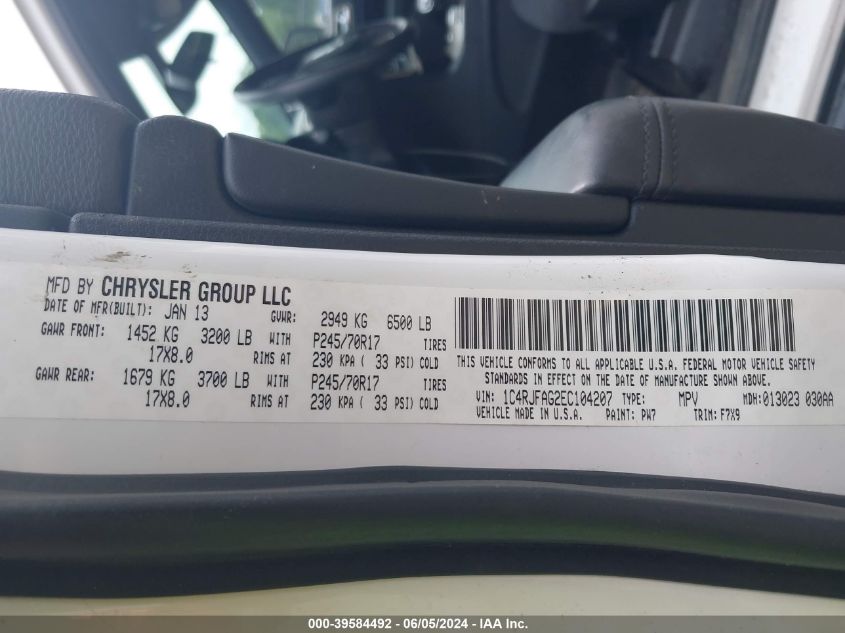 MFD BY CHRYSLER GROUP LLC
DATE OF MFR(BUILT): JAN 13 GVWR: 2949 KG 6500 LB
GAWR FRONT: 1452 KG 3200 LB WITH P245/70R17 TIRES
17X8.0 RIMS AT 230 KPA ( 33 PSI) COLD
GAWR REAR: 1679 KG 3700 LB WITH P245/70R17 TIRES
17X8.0 RIMS AT 230 KPA ( 33 PSI) COLD
THIS VEHICLE CONFORMS TO ALL APPLICABLE U.S.A. FEDERAL MOTOR VEHICLE SAFETY
STANDARDS IN EFFECT ON THE DATE OF MANUFACTURE SHOWN ABOVE.
VIN: 1C4RJFAG2EC104207 TYPE: MPV MDH: 013023 030AA
VEHICLE MADE IN U.S.A. PAINT: PW7 TRIM: F7X9
000-39584492 - 06/05/2024 - IAA Inc.